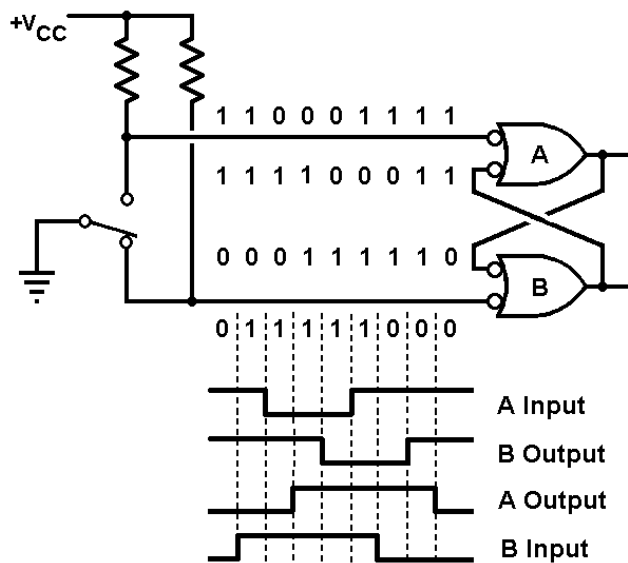 +VCC
1 1 0 0 0 1 1 1 1
A
1 1 1 1 0 0 0 1 1
0 0 0 1 1 1 1 1 0
B
0 1 1 1 1 1 0 0 0
A Input
B Output
A Output
B Input